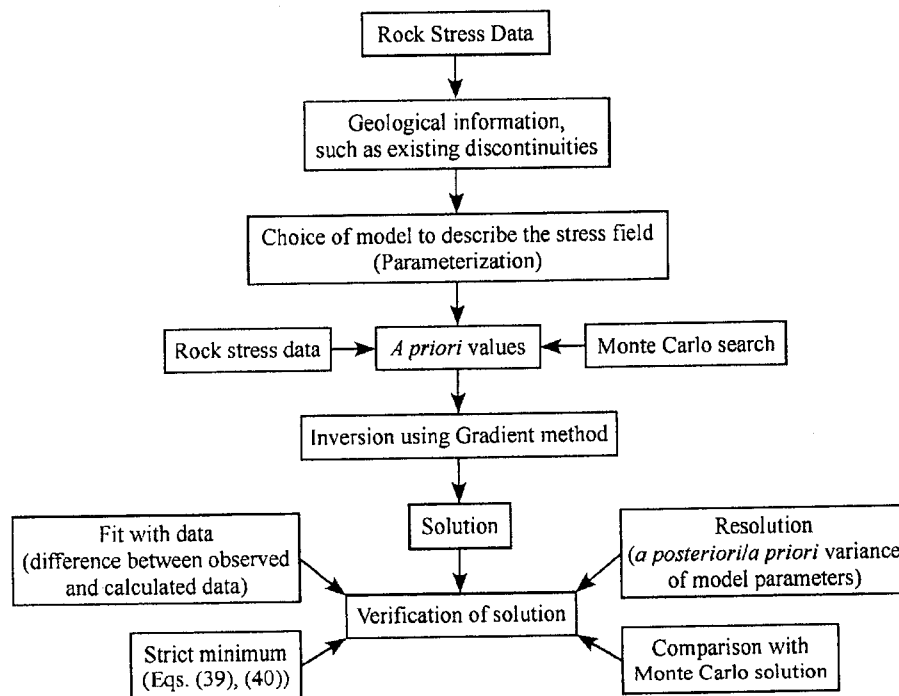 Rock Stress Data
Geological information,
such as existing discontinuities
Choice of model to describe the stress field
(Parameterization)
Rock stress data
A priori values
Monte Carlo search
Inversion using Gradient method
Solution
Fit with data
(difference between observed
and calculated data)
Resolution
(a posteriori/a priori variance
of model parameters)
Verification of solution
Strict minimum
(Eqs. (39), (40))
Comparison with
Monte Carlo solution